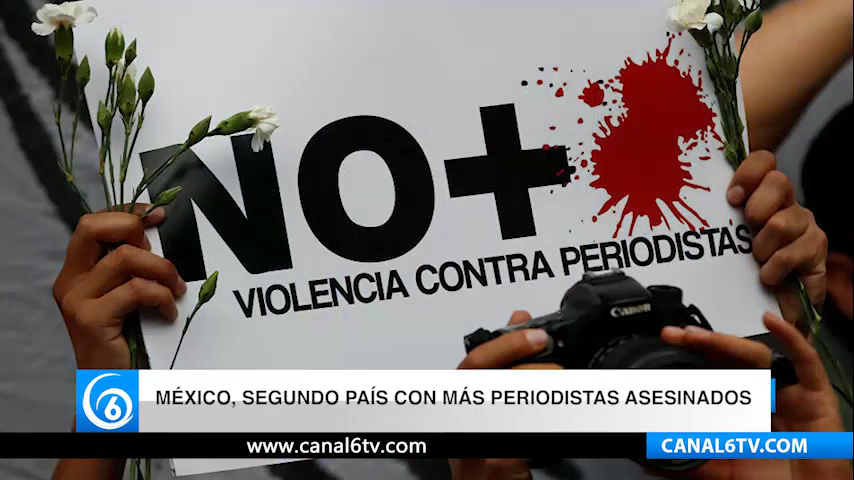 NO+
VIOLENCIA CONTRA PERIODISTAS
Canon
6
MÉXICO, SEGUNDO PAÍS CON MÁS PERIODISTAS ASESINADOS
www.canal6tv.com
CANAL6TV.COM